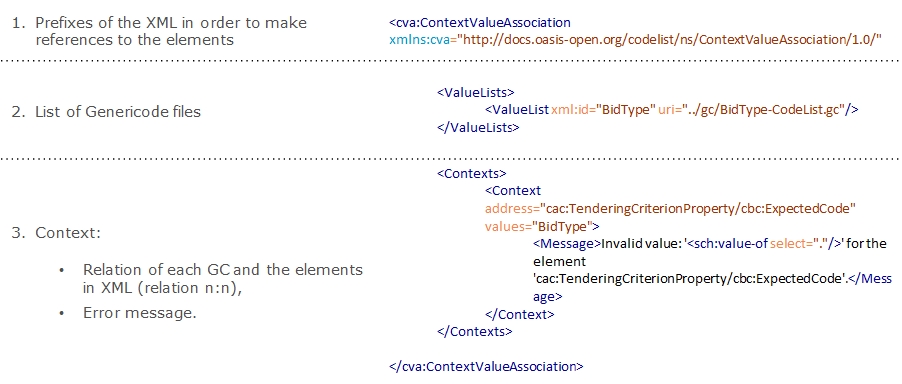 1. Prefixes of the XML in order to make
references to the elements
<cva:ContextValueAssociation
xmlns:cva="http://docs.oasis-open.org/codelist/ns/ContextValueAssociation/1.0/"
2. List of Genericode files
<ValueLists>
<ValueList xml:id="BidType" uri="../gc/BidType-CodeList.gc"/>
</ValueLists>
3. Context:
• Relation of each GC and the elements
in XML (relation n:n),
• Error message.
<Contexts>
<Context
address="cac:TenderingCriterionProperty/cbc:ExpectedCode"
values="BidType">
<Message>Invalid value: '<sch:value-of select="."/>' for the
element
'cac:TenderingCriterionProperty/cbc:ExpectedCode'.</Mess
age>
</Context>
</Contexts>
</cva:ContextValueAssociation>